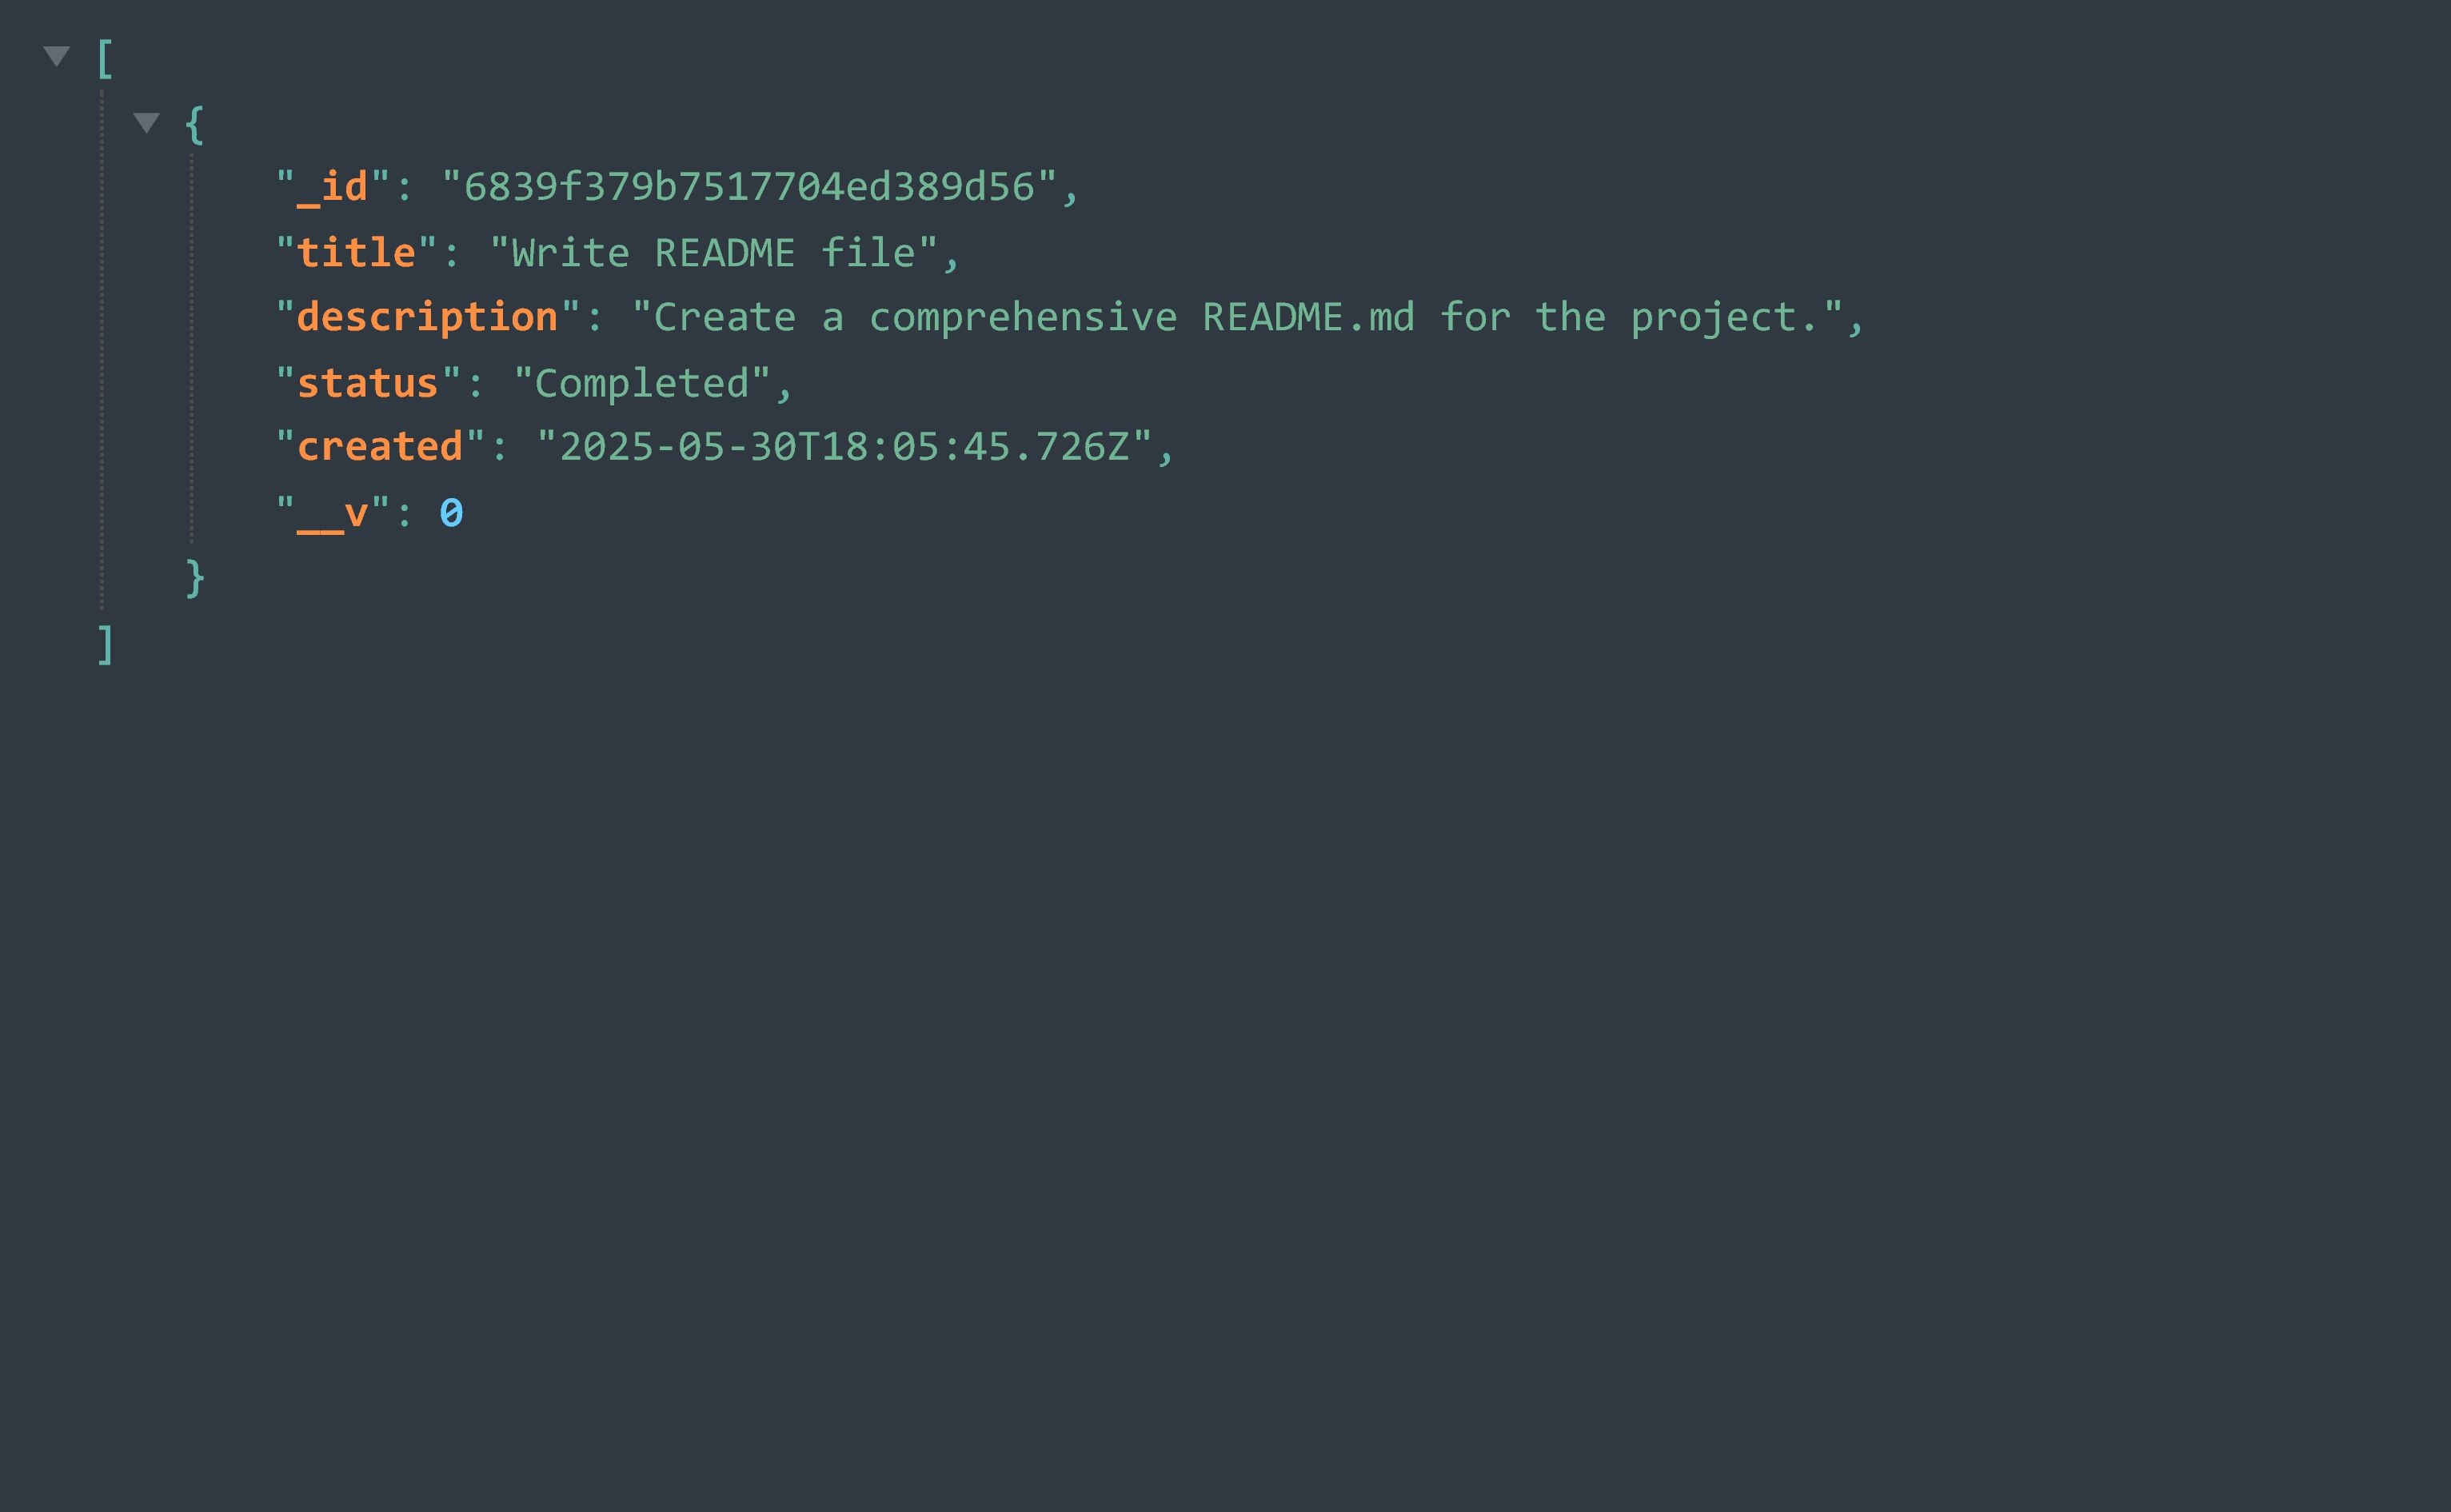 [
{
"_id": "6839f379b7517704ed389d56",
"title": "Write README file",
"description": "Create a comprehensive README.md for the project.",
"status": "Completed",
"created": "2025-05-30T18:05:45.726Z",
"__v": 0
}
]